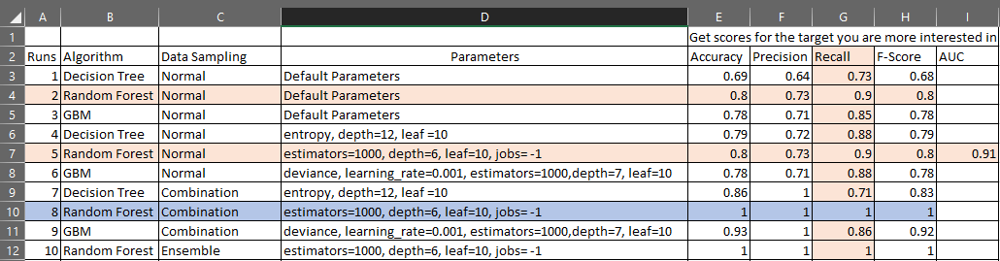 A B C D E F G H I
1 Get scores for the target you are more interested in
2 Runs Algorithm Data Sampling Parameters Accuracy Precision Recall F-Score AUC
3 1 Decision Tree Normal Default Parameters 0.69 0.64 0.73 0.68
4 2 Random Forest Normal Default Parameters 0.8 0.73 0.9 0.8
5 3 GBM Normal Default Parameters 0.78 0.71 0.85 0.78
6 4 Decision Tree Normal entropy, depth=12, leaf =10 0.79 0.72 0.88 0.79
7 5 Random Forest Normal estimators=1000, depth=6, leaf=10, jobs= -1 0.8 0.73 0.9 0.8 0.91
8 6 GBM Normal deviance, learning_rate=0.001, estimators=1000,depth=7, leaf=10 0.78 0.71 0.88 0.78
9 7 Decision Tree Combination entropy, depth=12, leaf =10 0.86 1 0.71 0.83
10 8 Random Forest Combination estimators=1000, depth=6, leaf=10, jobs= -1 1 1 1 1
11 9 GBM Combination deviance, learning_rate=0.001, estimators=1000,depth=7, leaf=10 0.93 1 0.86 0.92
12 10 Random Forest Ensemble estimators=1000, depth=6, leaf=10, jobs= -1 1 1 1 1